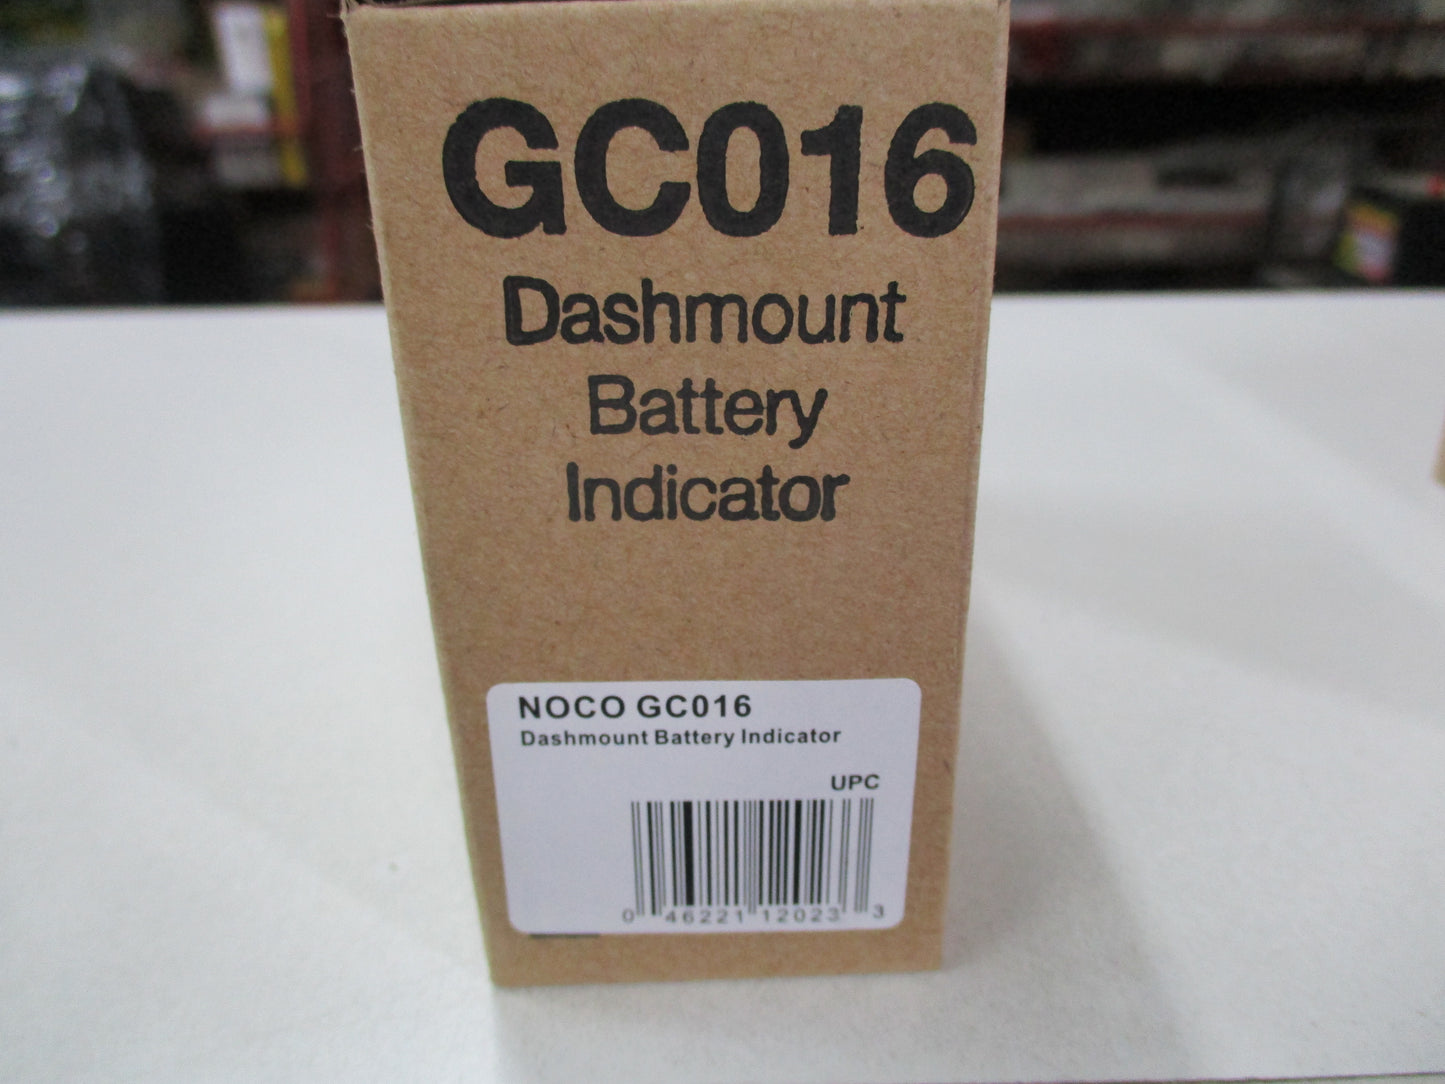 GC016
Dashmount
Battery
Indicator
NOCO GC016
Dashmount Battery Indicator
UPC
0 46221 12023 3